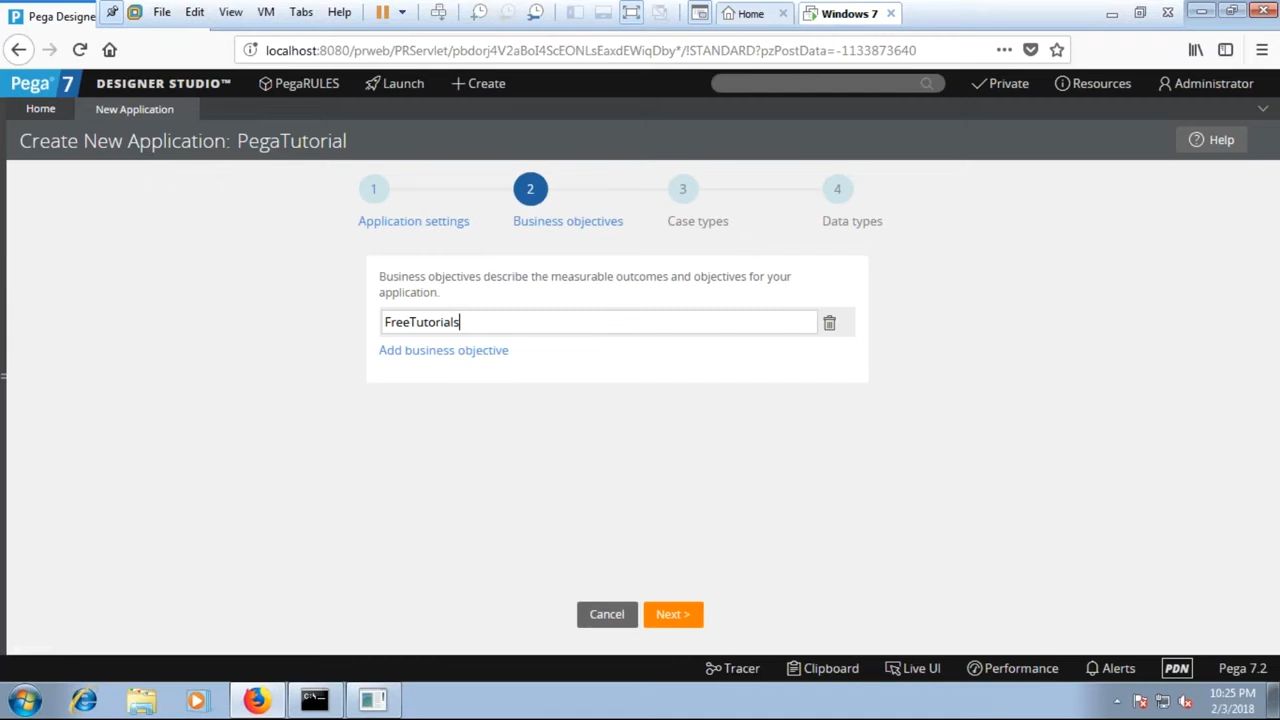 Pega Designe
File Edit View VM Tabs Help
Home
Windows 7
localhost:8080/prweb/PRServlet/pbdorj4V2aBoI4ScEONLsEaxdEWiqDby*/!STANDARD?pzPostData=-1133873640
Pega 7 DESIGNER STUDIO™ PegaRULES Launch Create Private Resources Administrator
Home New Application
Create New Application: PegaTutorial
Help
1 2 3 4
Application settings Business objectives Case types Data types
Business objectives describe the measurable outcomes and objectives for your
application.
FreeTutorials
Add business objective
Cancel Next >
Tracer Clipboard Live UI Performance Alerts PDN Pega 7.2
10:25 PM
2/3/2018